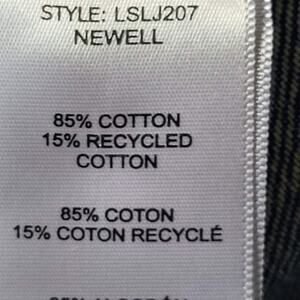 STYLE: LSLJ207
NEWELL
85% COTTON
15% RECYCLED
COTTON
85% COTON
15% COTON RECYCLÉ